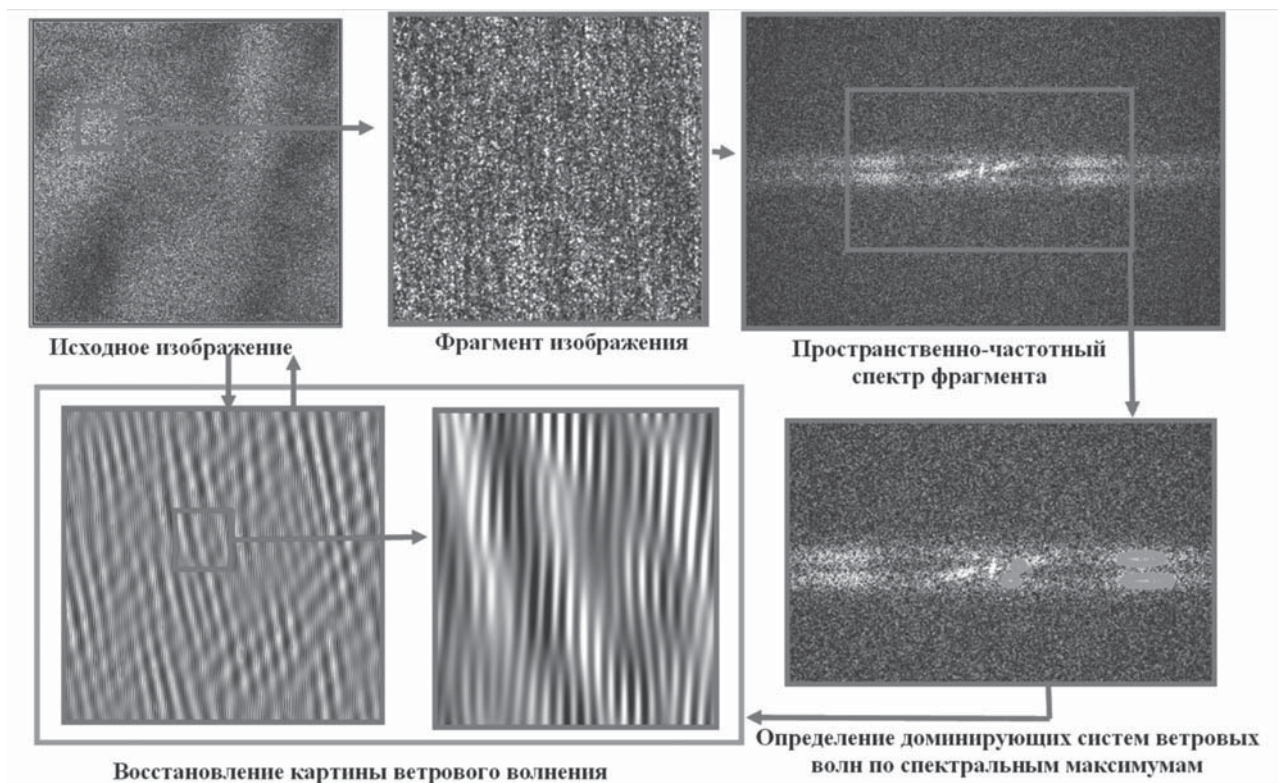 Исходное изображение
Фрагмент изображения
Пространственно-частотный
спектр фрагмента
Определение доминирующих систем ветровых
волн по спектральным максимумам
Восстановление картины ветрового волнения